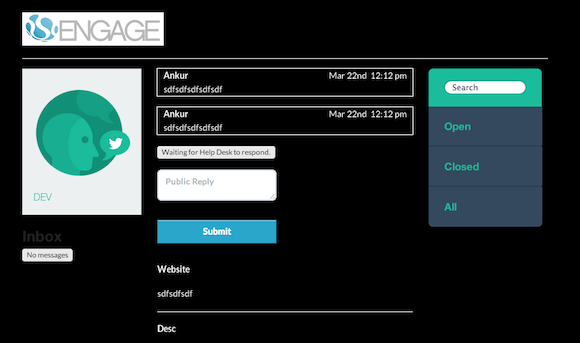 ENGAGE
Ankur Mar 22nd 12:12 pm
sdfsdfsdfsdfsdf
Ankur Mar 22nd 12:12 pm
sdfsdfsdfsdfsdf
Waiting for Help Desk to respond.
Public Reply
Submit
Website
sdfsdfsdf
Desc
DEV
Inbox
No messages
Search
Open
Closed
All